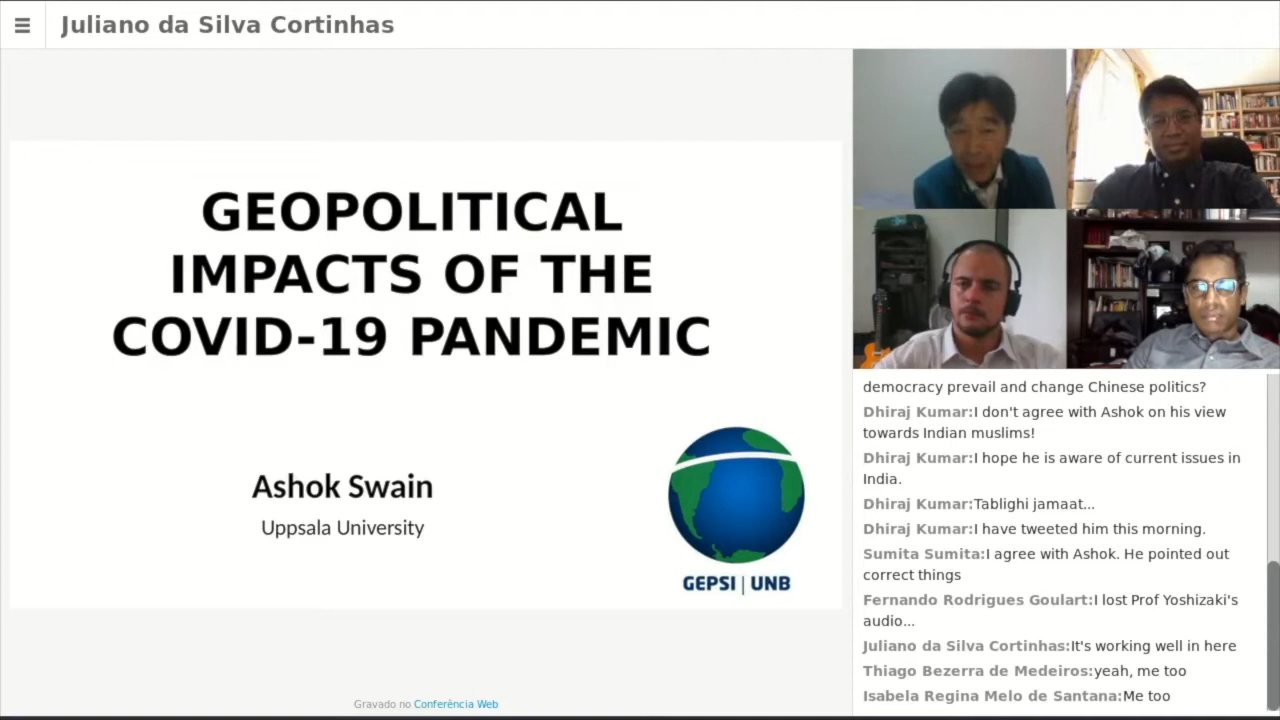 Juliano da Silva Cortinhas
GEOPOLITICAL
IMPACTS OF THE
COVID-19 PANDEMIC
Ashok Swain
Uppsala University
GEPSI | UNB
Gravado no Conferência Web
democracy prevail and change Chinese politics?
Dhiraj Kumar:I don't agree with Ashok on his view
towards Indian muslims!
Dhiraj Kumar:I hope he is aware of current issues in
India.
Dhiraj Kumar:Tablighi jamaat...
Dhiraj Kumar:I have tweeted him this morning.
Sumita Sumita:I agree with Ashok. He pointed out
correct things
Fernando Rodrigues Goulart:I lost Prof Yoshizaki's
audio...
Juliano da Silva Cortinhas:It's working well in here
Thiago Bezerra de Medeiros:yeah, me too
Isabela Regina Melo de Santana:Me too